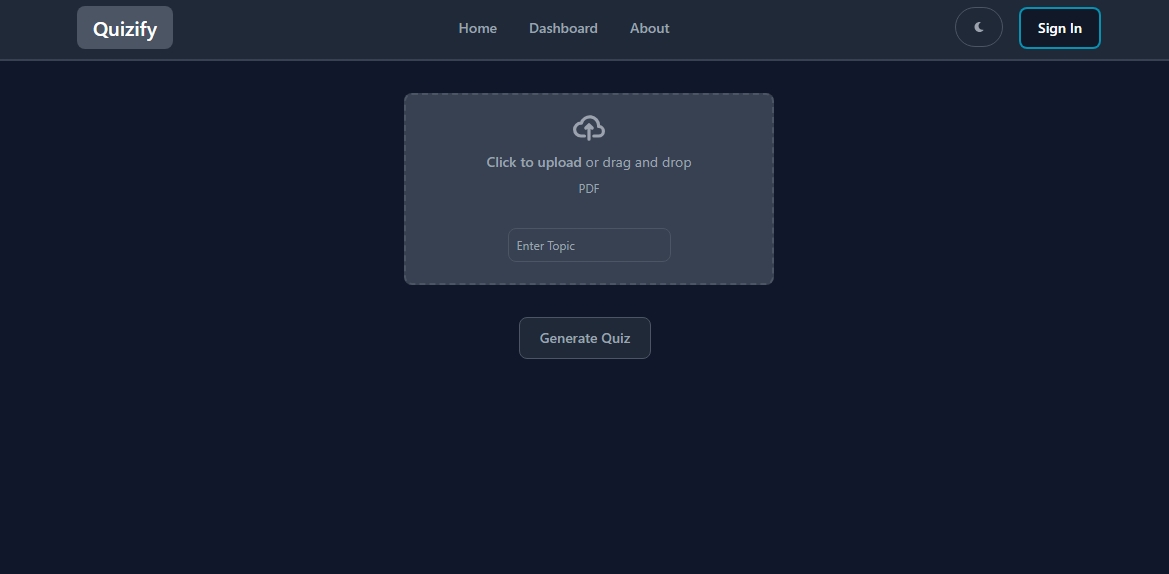 Quizify
Home Dashboard About
Sign In
Click to upload or drag and drop
PDF
Enter Topic
Generate Quiz